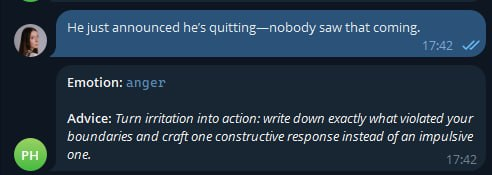 He just announced he's quitting—nobody saw that coming.
17:42
Emotion: anger
Advice: Turn irritation into action: write down exactly what violated your
boundaries and craft one constructive response instead of an impulsive
one.
PH
17:42